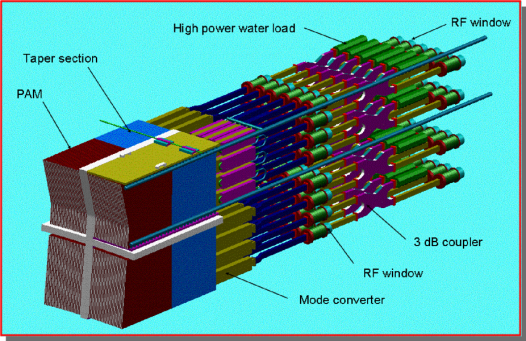 High power water load
RF window
Taper section
PAM
3 dB coupler
RF window
Mode converter